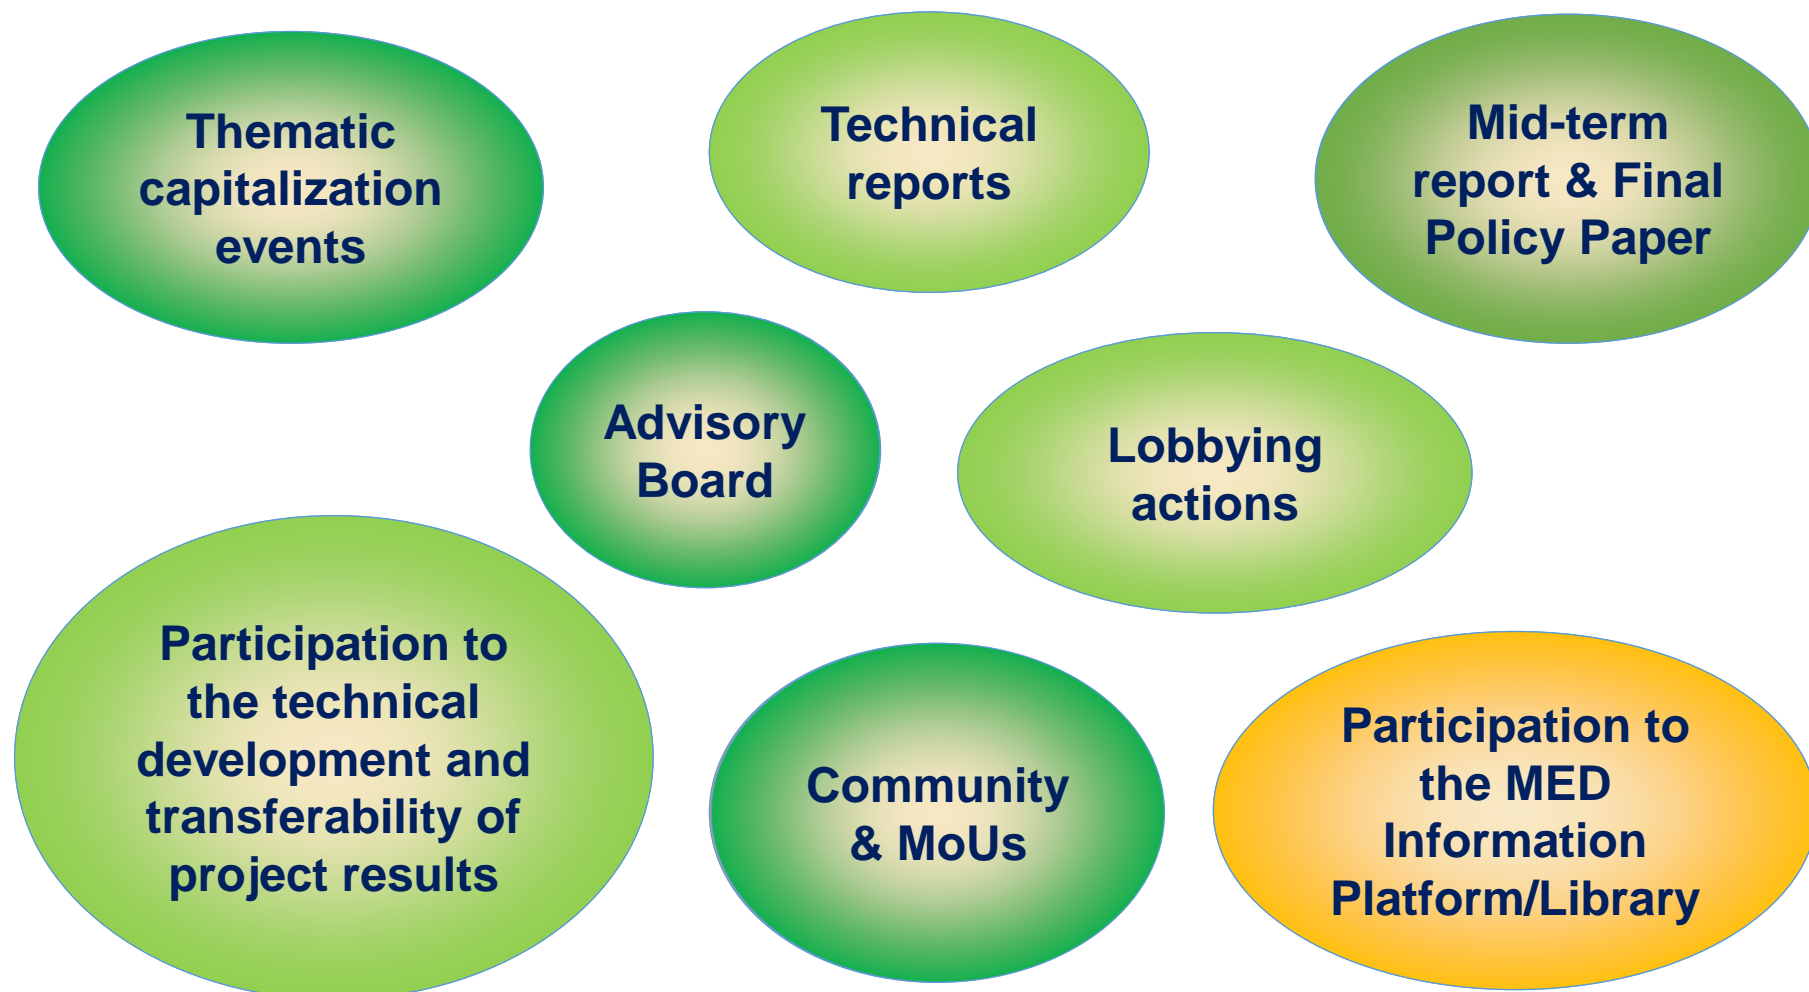 Thematic
capitalization
events
Technical
reports
Mid-term
report & Final
Policy Paper
Advisory
Board
Lobbying
actions
Participation to
the technical
development and
transferability of
project results
Community
& MoUs
Participation to
the MED
Information
Platform/Library